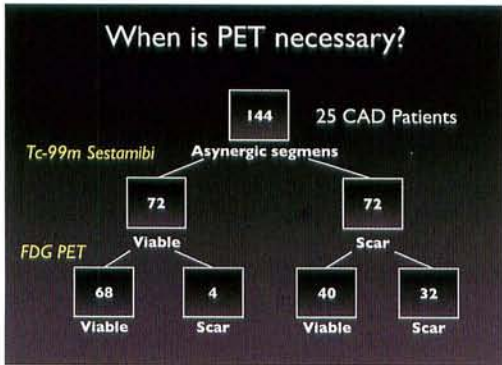 When is PET necessary?
144
25 CAD Patients
Tc-99m Sestamibi
Asynergic segmens
72
72
Viable
Scar
FDG PET
68
4
40
32
Viable
Scar
Viable
Scar